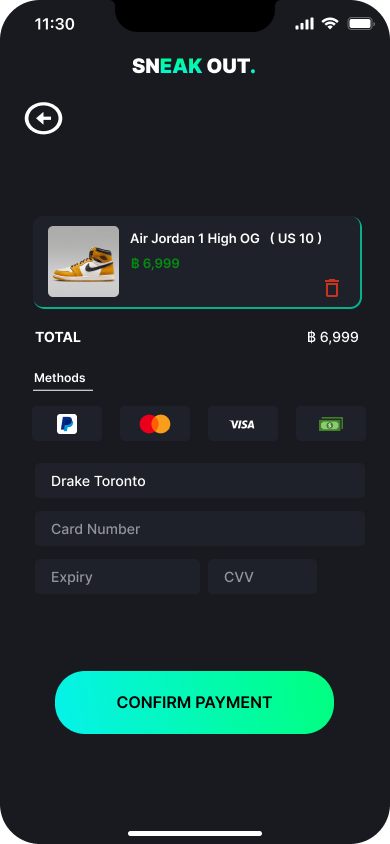 11:30
SNEAK OUT.
Air Jordan 1 High OG ( US 10 )
฿ 6,999
TOTAL ฿ 6,999
Methods
VISA
Drake Toronto
Card Number
Expiry CVV
CONFIRM PAYMENT